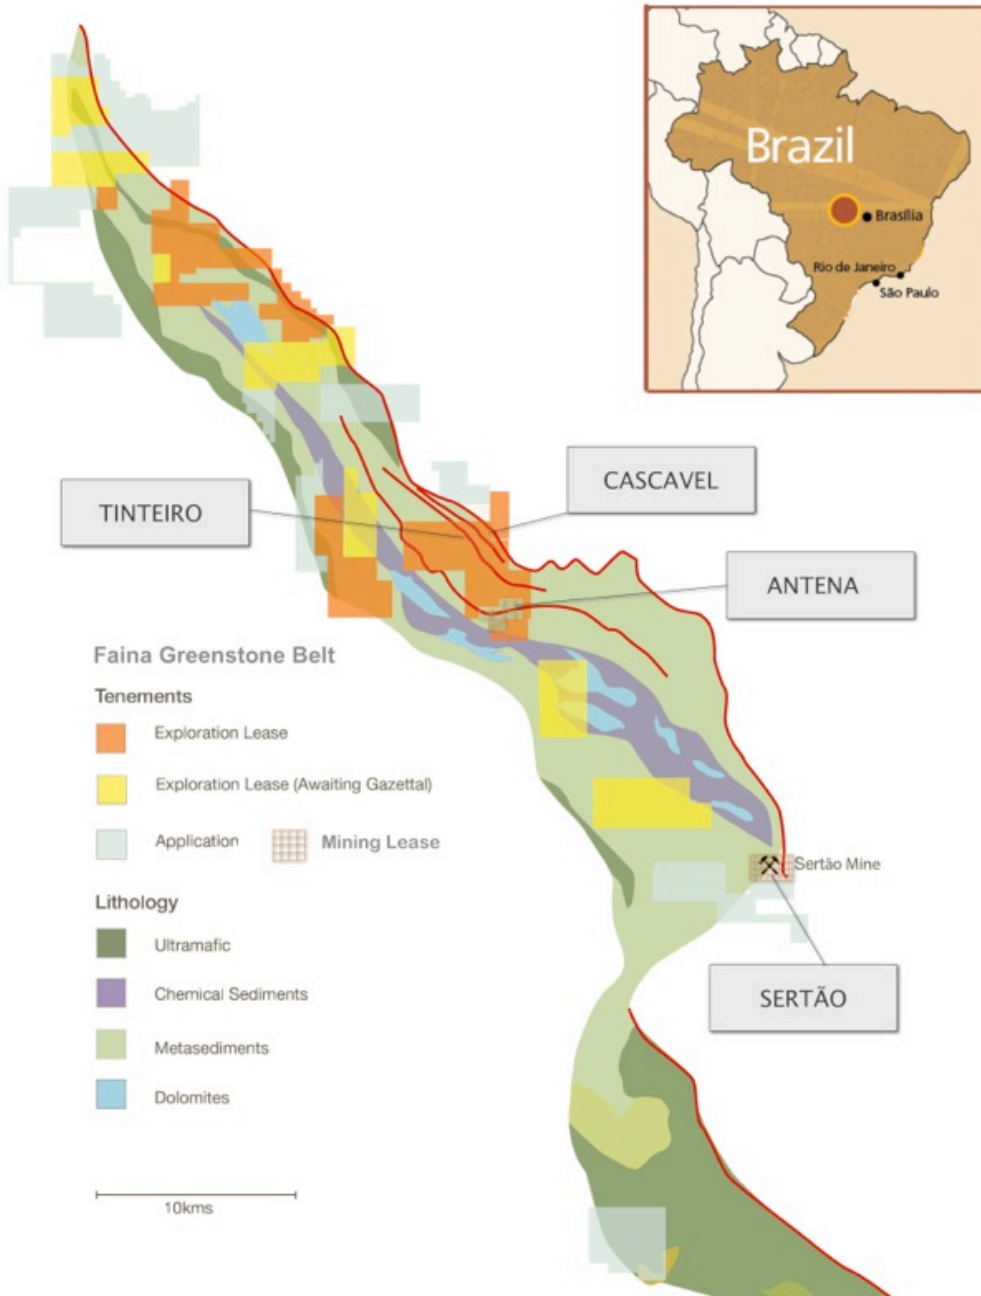 Brazil
Brasília
Rio de Janeiro
São Paulo
CASCAVEL
TINTEIRO
ANTENA
Faina Greenstone Belt
Tenements
Exploration Lease
Exploration Lease (Awaiting Gazettal)
Application
Mining Lease
Sertão Mine
Lithology
Ultramafic
SERTÃO
Chemical Sediments
Metasediments
Dolomites
10kms